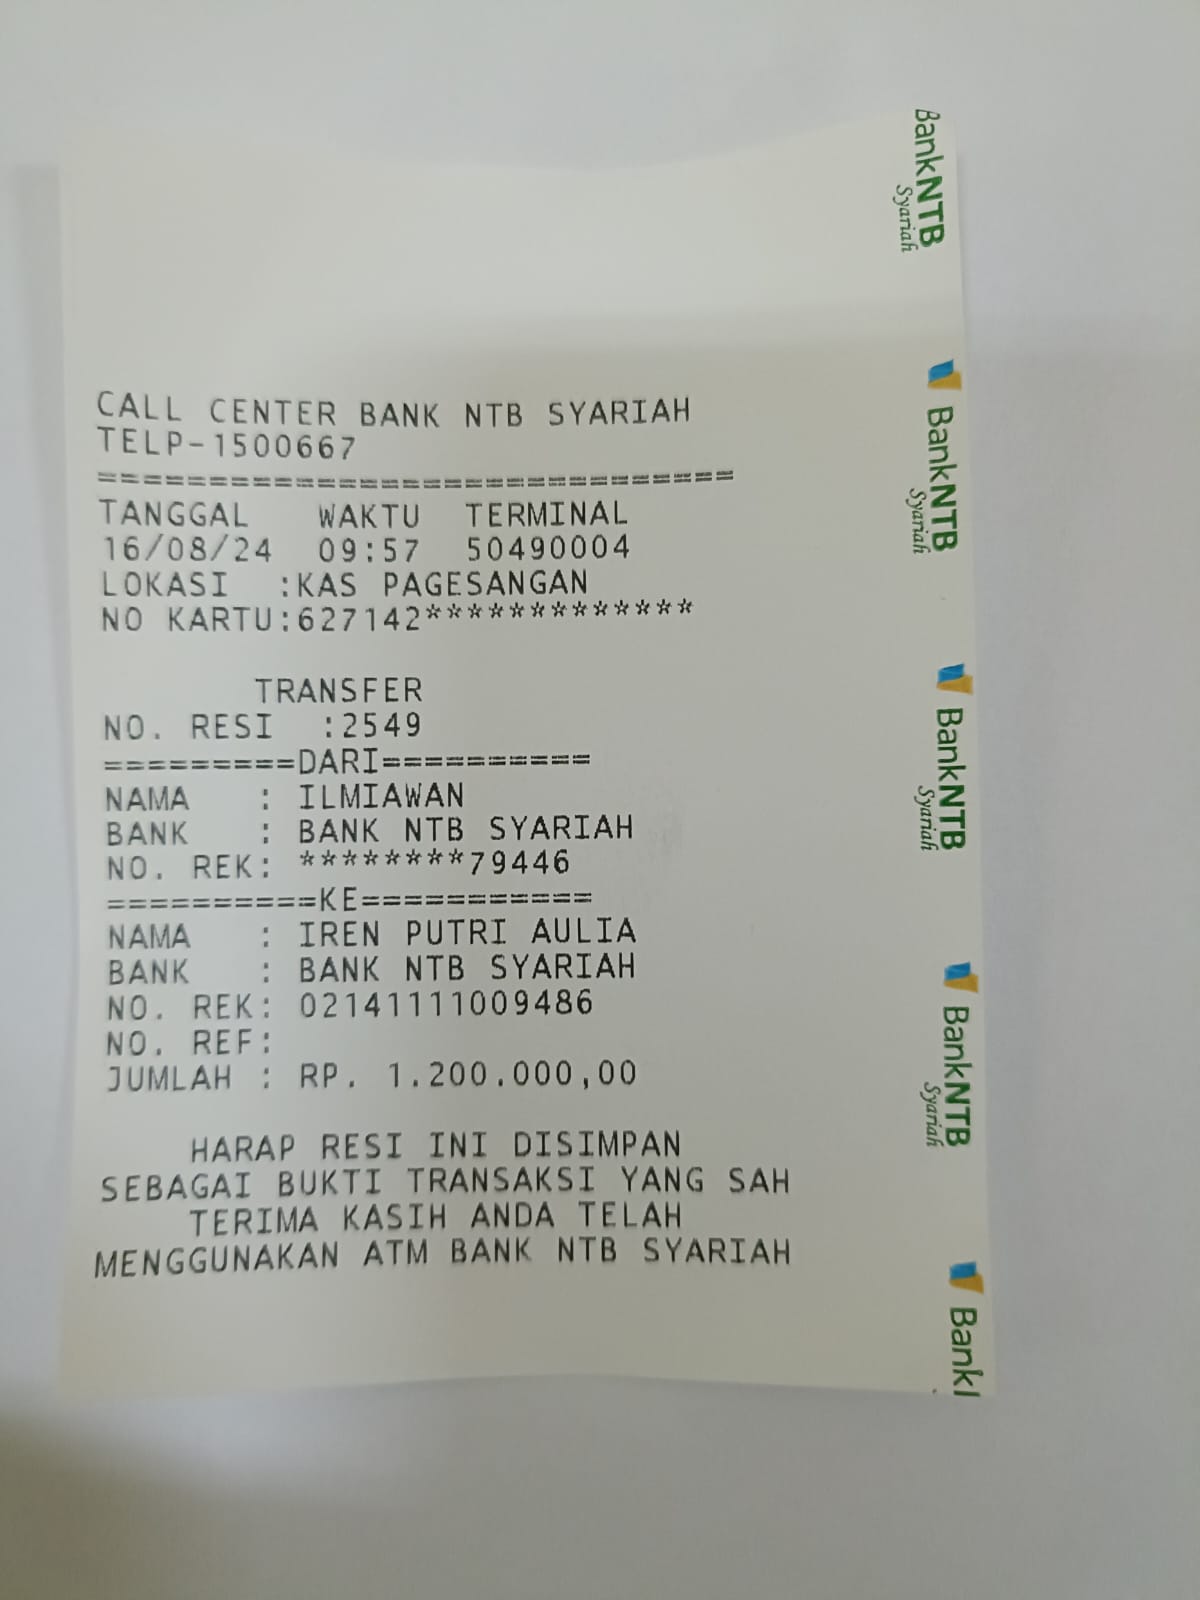 CALL CENTER BANK NTB SYARIAH
TELP-1500667
===============================
TANGGAL WAKTU TERMINAL
16/08/24 09:57 50490004
LOKASI :KAS PAGESANGAN
NO KARTU:627142*************
TRANSFER
NO. RESI :2549
=========DARI==========
NAMA : ILMIAWAN
BANK : BANK NTB SYARIAH
NO. REK: ********79446
==========KE===========
NAMA : IREN PUTRI AULIA
BANK : BANK NTB SYARIAH
NO. REK: 02141111009486
NO. REF:
JUMLAH : RP. 1.200.000,00
HARAP RESI INI DISIMPAN
SEBAGAI BUKTI TRANSAKSI YANG SAH
TERIMA KASIH ANDA TELAH
MENGGUNAKAN ATM BANK NTB SYARIAH
BankNTB
Syariah
BankNTB
Syariah
BankNTB
Syariah
BankNTB
Syariah
Bank